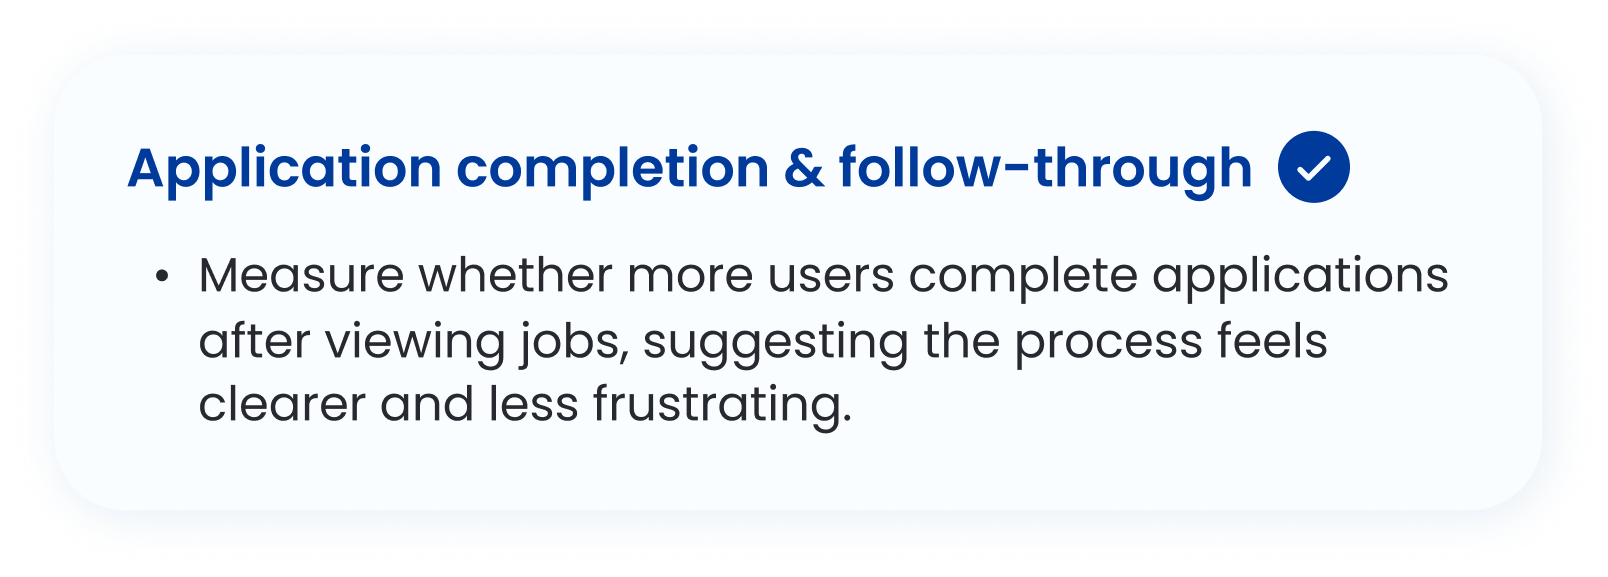 Application completion & follow-through
• Measure whether more users complete applications
after viewing jobs, suggesting the process feels
clearer and less frustrating.